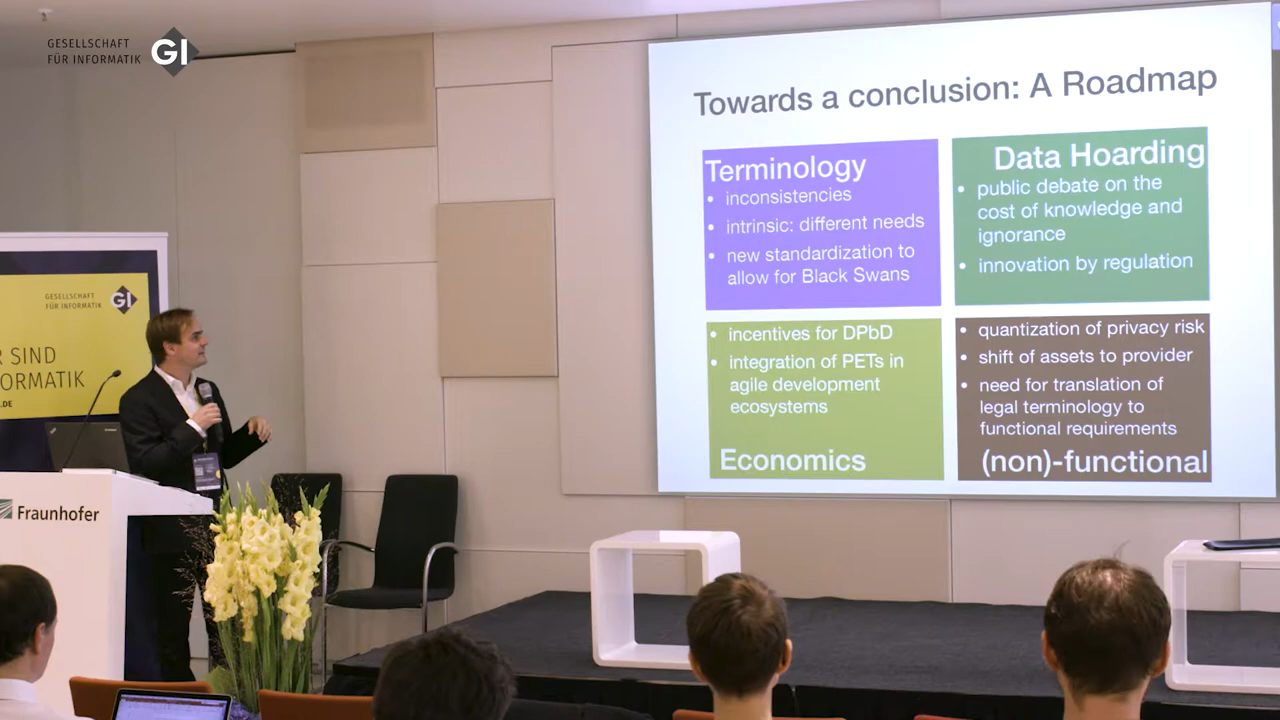 GESELLSCHAFT
FÜR INFORMATIK
GI
Towards a conclusion: A Roadmap
Terminology
• inconsistencies
• intrinsic: different needs
• new standardization to
allow for Black Swans
Data Hoarding
• public debate on the
cost of knowledge and
ignorance
• innovation by regulation
• incentives for DPbD
• integration of PETs in
agile development
ecosystems
Economics
• quantization of privacy risk
• shift of assets to provider
• need for translation of
legal terminology to
functional requirements
(non)-functional
GESELLSCHAFT
FÜR INFORMATIK
GI
R SIND
ORMATIK
.DE
Fraunhofer